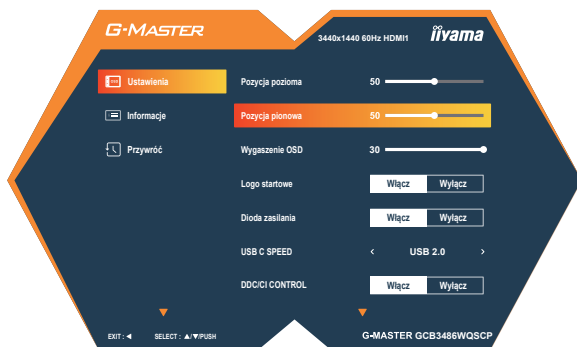 G-MASTER
3440x1440 60Hz HDMI1 iiyama
Ustawienia
Informacje
Przywróć
Pozycja pozioma 50
Pozycja pionowa 50
Wygaszenie OSD 30
Logo startowe Włącz Wyłącz
Dioda zasilania Włącz Wyłącz
USB C SPEED < USB 2.0 >
DDC/CI CONTROL Włącz Wyłącz
EXIT : ◀ SELECT : ▲/▼/PUSH G-MASTER GCB3486WQSCP